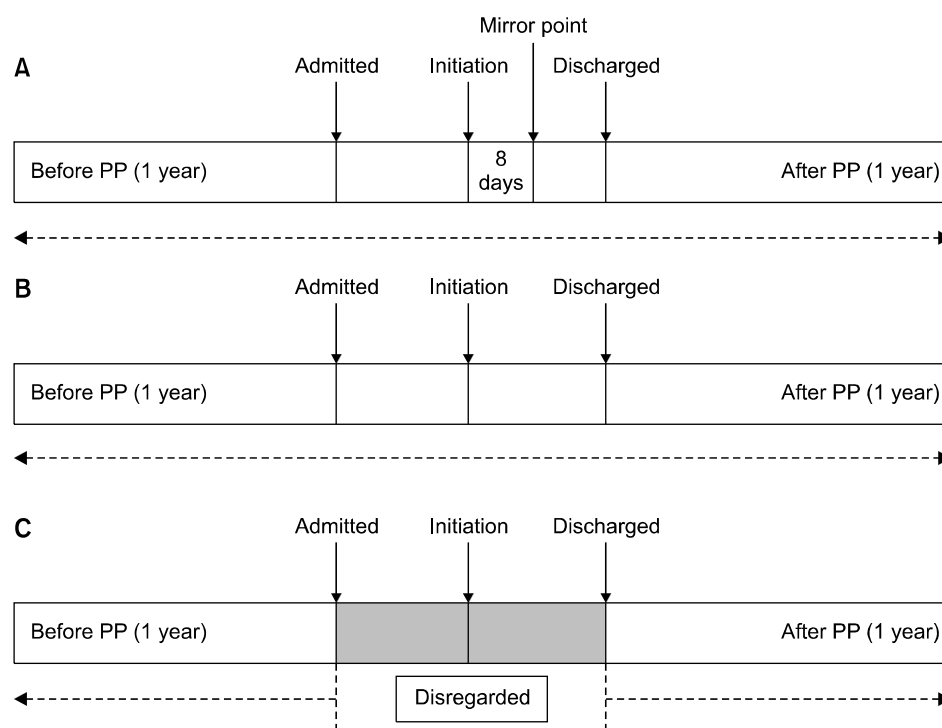 Mirror point
A
Admitted Initiation Discharged
Before PP (1 year) 8 days After PP (1 year)
B
Admitted Initiation Discharged
Before PP (1 year) After PP (1 year)
C
Admitted Initiation Discharged
Before PP (1 year) After PP (1 year)
Disregarded